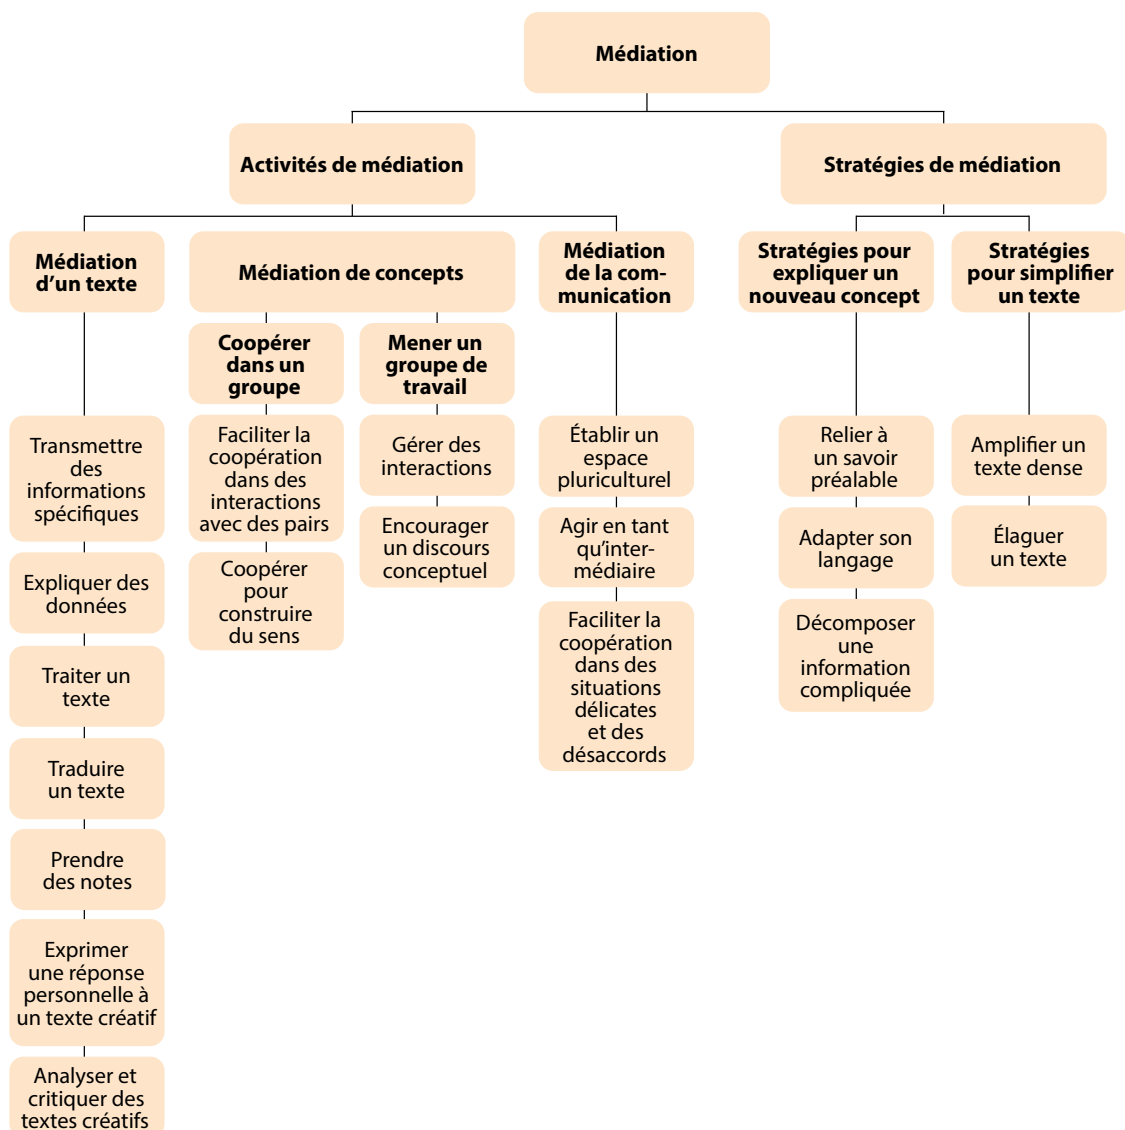 Médiation
Activités de médiation
Stratégies de médiation
Médiation
d’un texte
Médiation de concepts
Médiation
de la com-
munication
Stratégies pour
expliquer un
nouveau concept
Stratégies
pour simplifier
un texte
Coopérer
dans un
groupe
Mener un
groupe de
travail
Transmettre
des
informations
spécifiques
Expliquer des
données
Traiter un
texte
Traduire
un texte
Prendre
des notes
Exprimer
une réponse
personnelle à
un texte créatif
Analyser et
critiquer des
textes créatifs
Faciliter la
coopération
dans des
interactions
avec des pairs
Coopérer
pour
construire
du sens
Gérer des
interactions
Encourager
un discours
conceptuel
Établir un
espace
pluriculturel
Agir en tant
qu’inter-
médiaire
Faciliter la
coopération
dans des
situations
délicates
et des
désaccords
Relier à
un savoir
préalable
Adapter son
langage
Décomposer
une
information
compliquée
Amplifier un
texte dense
Élaguer
un texte